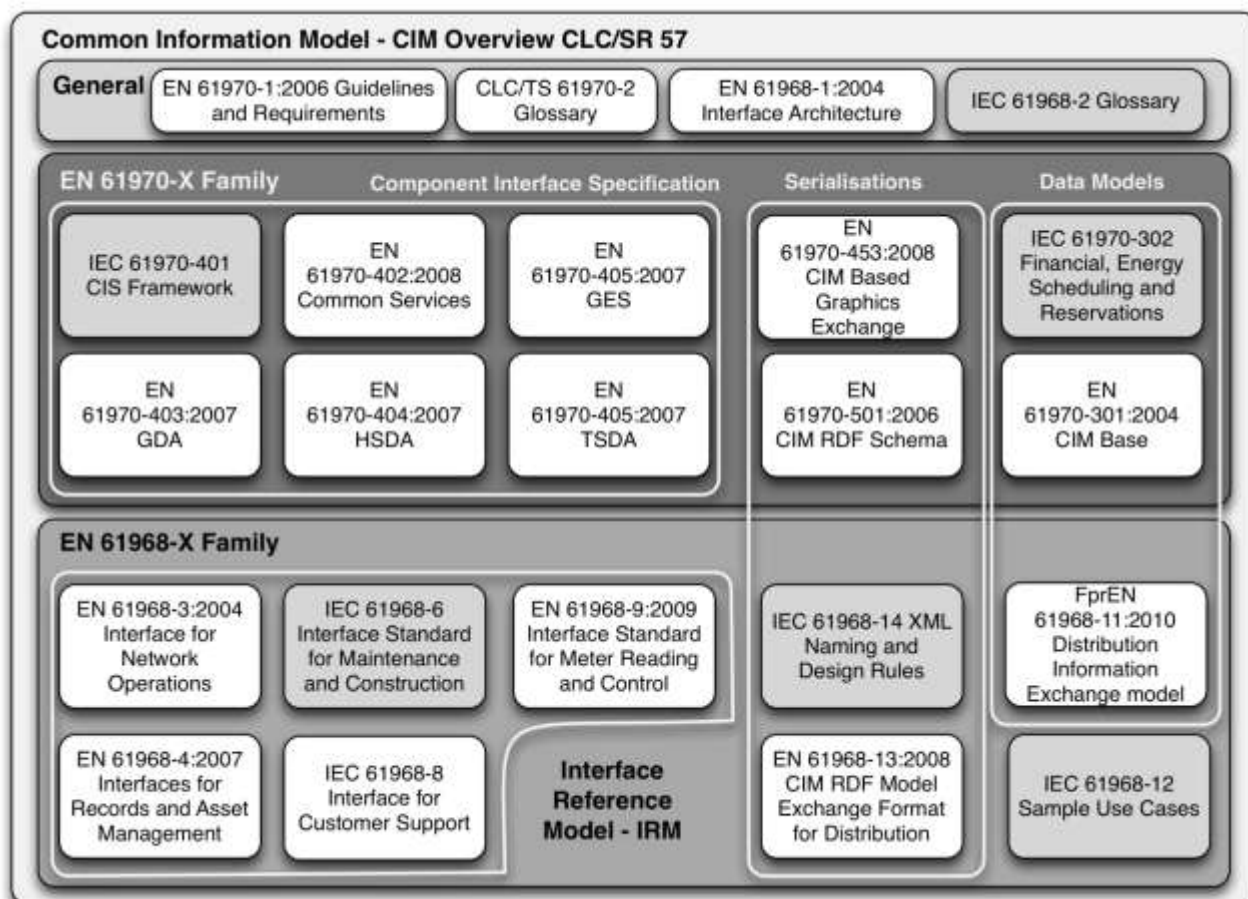 Common Information Model - CIM Overview CLC/SR 57
General
EN 61970-1:2006 Guidelines
and Requirements
CLC/TS 61970-2
Glossary
EN 61968-1:2004
Interface Architecture
IEC 61968-2 Glossary
EN 61970-X Family
Component Interface Specification
Serialisations
Data Models
IEC 61970-401
CIS Framework
EN
61970-402:2008
Common Services
EN
61970-405:2007
GES
EN
61970-453:2008
CIM Based
Graphics
Exchange
IEC 61970-302
Financial, Energy
Scheduling and
Reservations
EN
61970-403:2007
GDA
EN
61970-404:2007
HSDA
EN
61970-405:2007
TSDA
EN
61970-501:2006
CIM RDF Schema
EN
61970-301:2004
CIM Base
EN 61968-X Family
EN 61968-3:2004
Interface for
Network
Operations
IEC 61968-6
Interface Standard
for Maintenance
and Construction
EN 61968-9:2009
Interface Standard
for Meter Reading
and Control
IEC 61968-14 XML
Naming and
Design Rules
FprEN
61968-11:2010
Distribution
Information
Exchange model
EN 61968-4:2007
Interfaces for
Records and Asset
Management
IEC 61968-8
Interface for
Customer Support
Interface
Reference
Model - IRM
EN 61968-13:2008
CIM RDF Model
Exchange Format
for Distribution
IEC 61968-12
Sample Use Cases